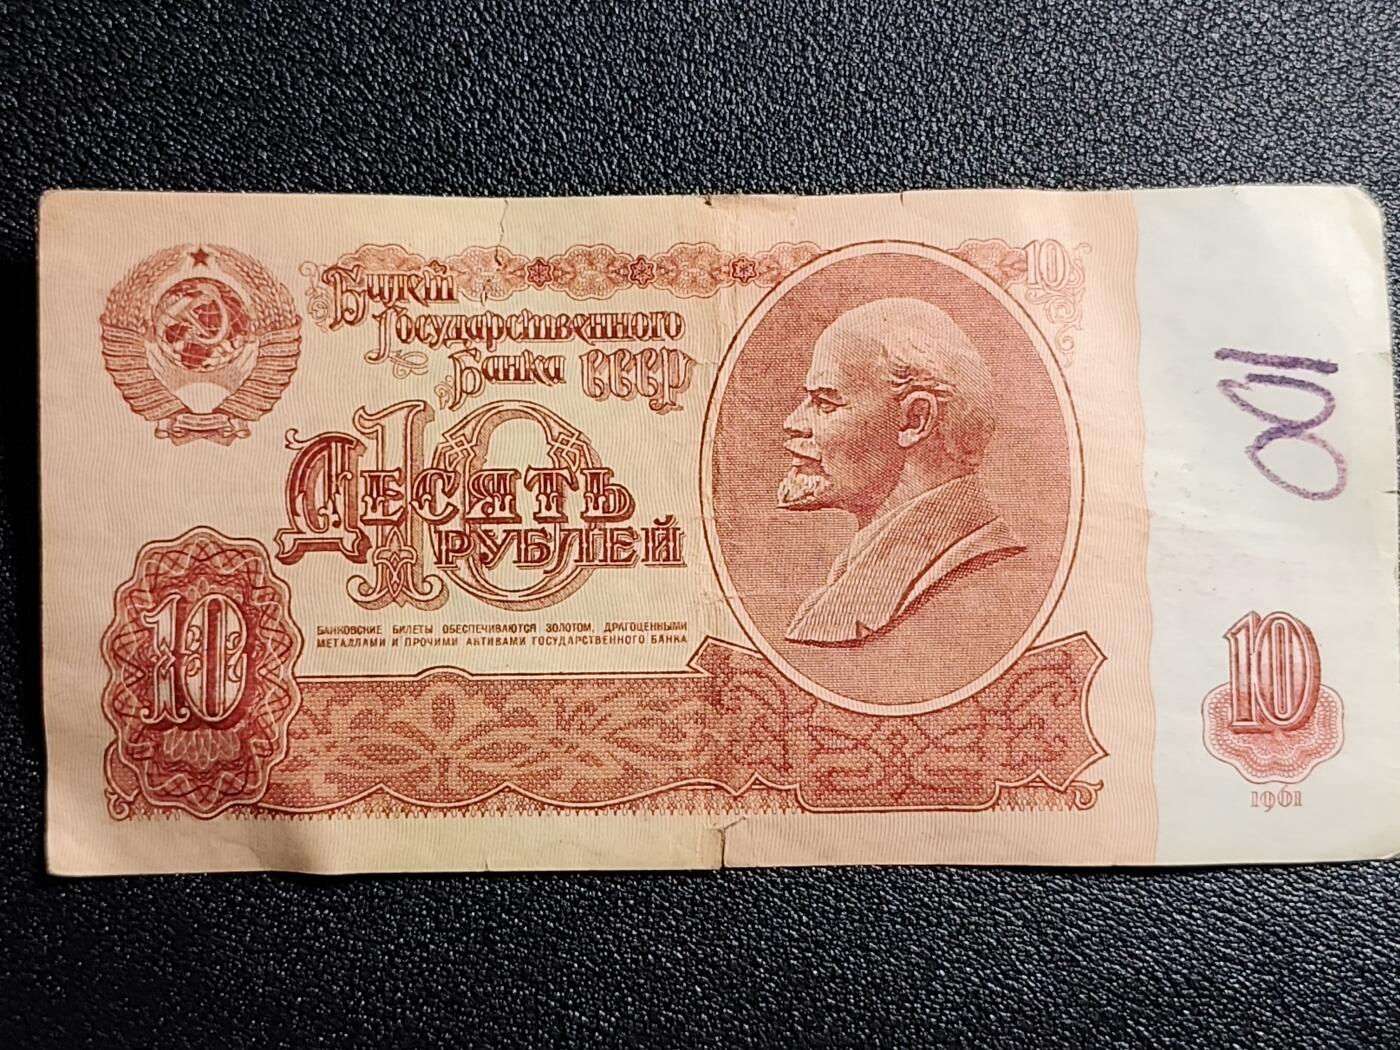 Билет
Государственного
Банка СССР
10
10
Десять
рублей
БАНКОВСКИЕ БИЛЕТЫ ОБЕСПЕЧИВАЮТСЯ ЗОЛОТОМ, ДРАГОЦЕННЫМИ
МЕТАЛЛАМИ И ПРОЧИМИ АКТИВАМИ ГОСУДАРСТВЕННОГО БАНКА
10
100
10
1961